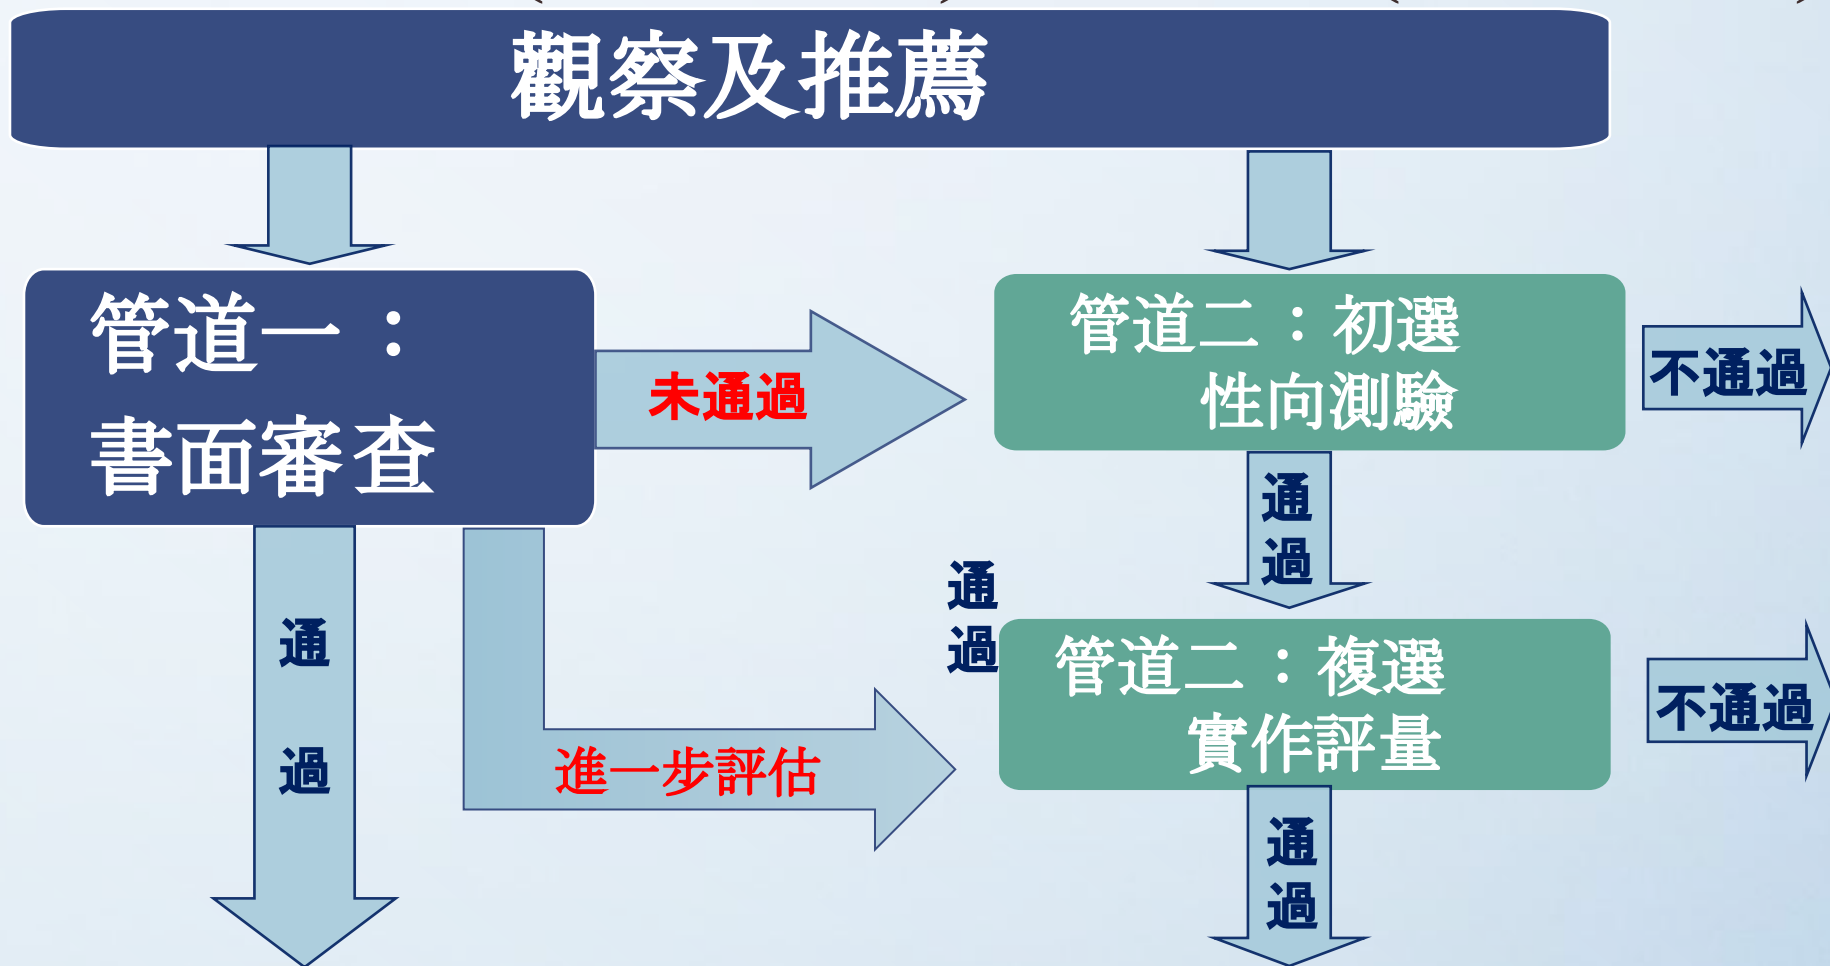 觀察及推薦
管道一：
書面審查
未通過
管道二：初選
性向測驗
不通過
通過
通過
通過
進一步評估
管道二：複選
實作評量
不通過
通過